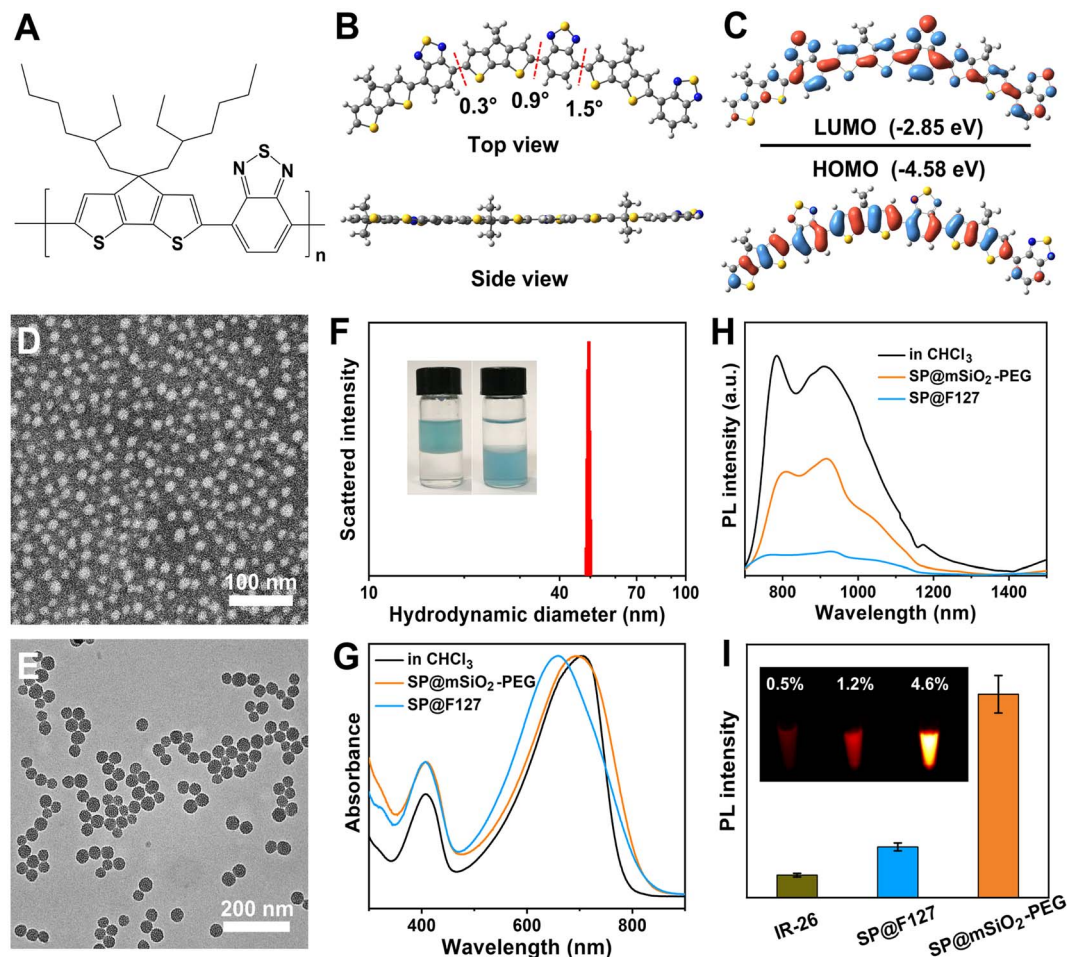 A
S
N
N
S
S
n
B
0.3°
0.9°
1.5°
Top view
Side view
C
LUMO (-2.85 eV)
HOMO (-4.58 eV)
D
100 nm
E
200 nm
F
Scattered intensity
10
40
70
100
Hydrodynamic diameter (nm)
G
in CHCl₃
SP@mSiO₂-PEG
SP@F127
Absorbance
400
600
800
Wavelength (nm)
H
in CHCl₃
SP@mSiO₂-PEG
SP@F127
PL intensity (a.u.)
800
1000
1200
1400
Wavelength (nm)
I
0.5%
1.2%
4.6%
PL intensity
IR-26
SP@F127
SP@mSiO₂-PEG